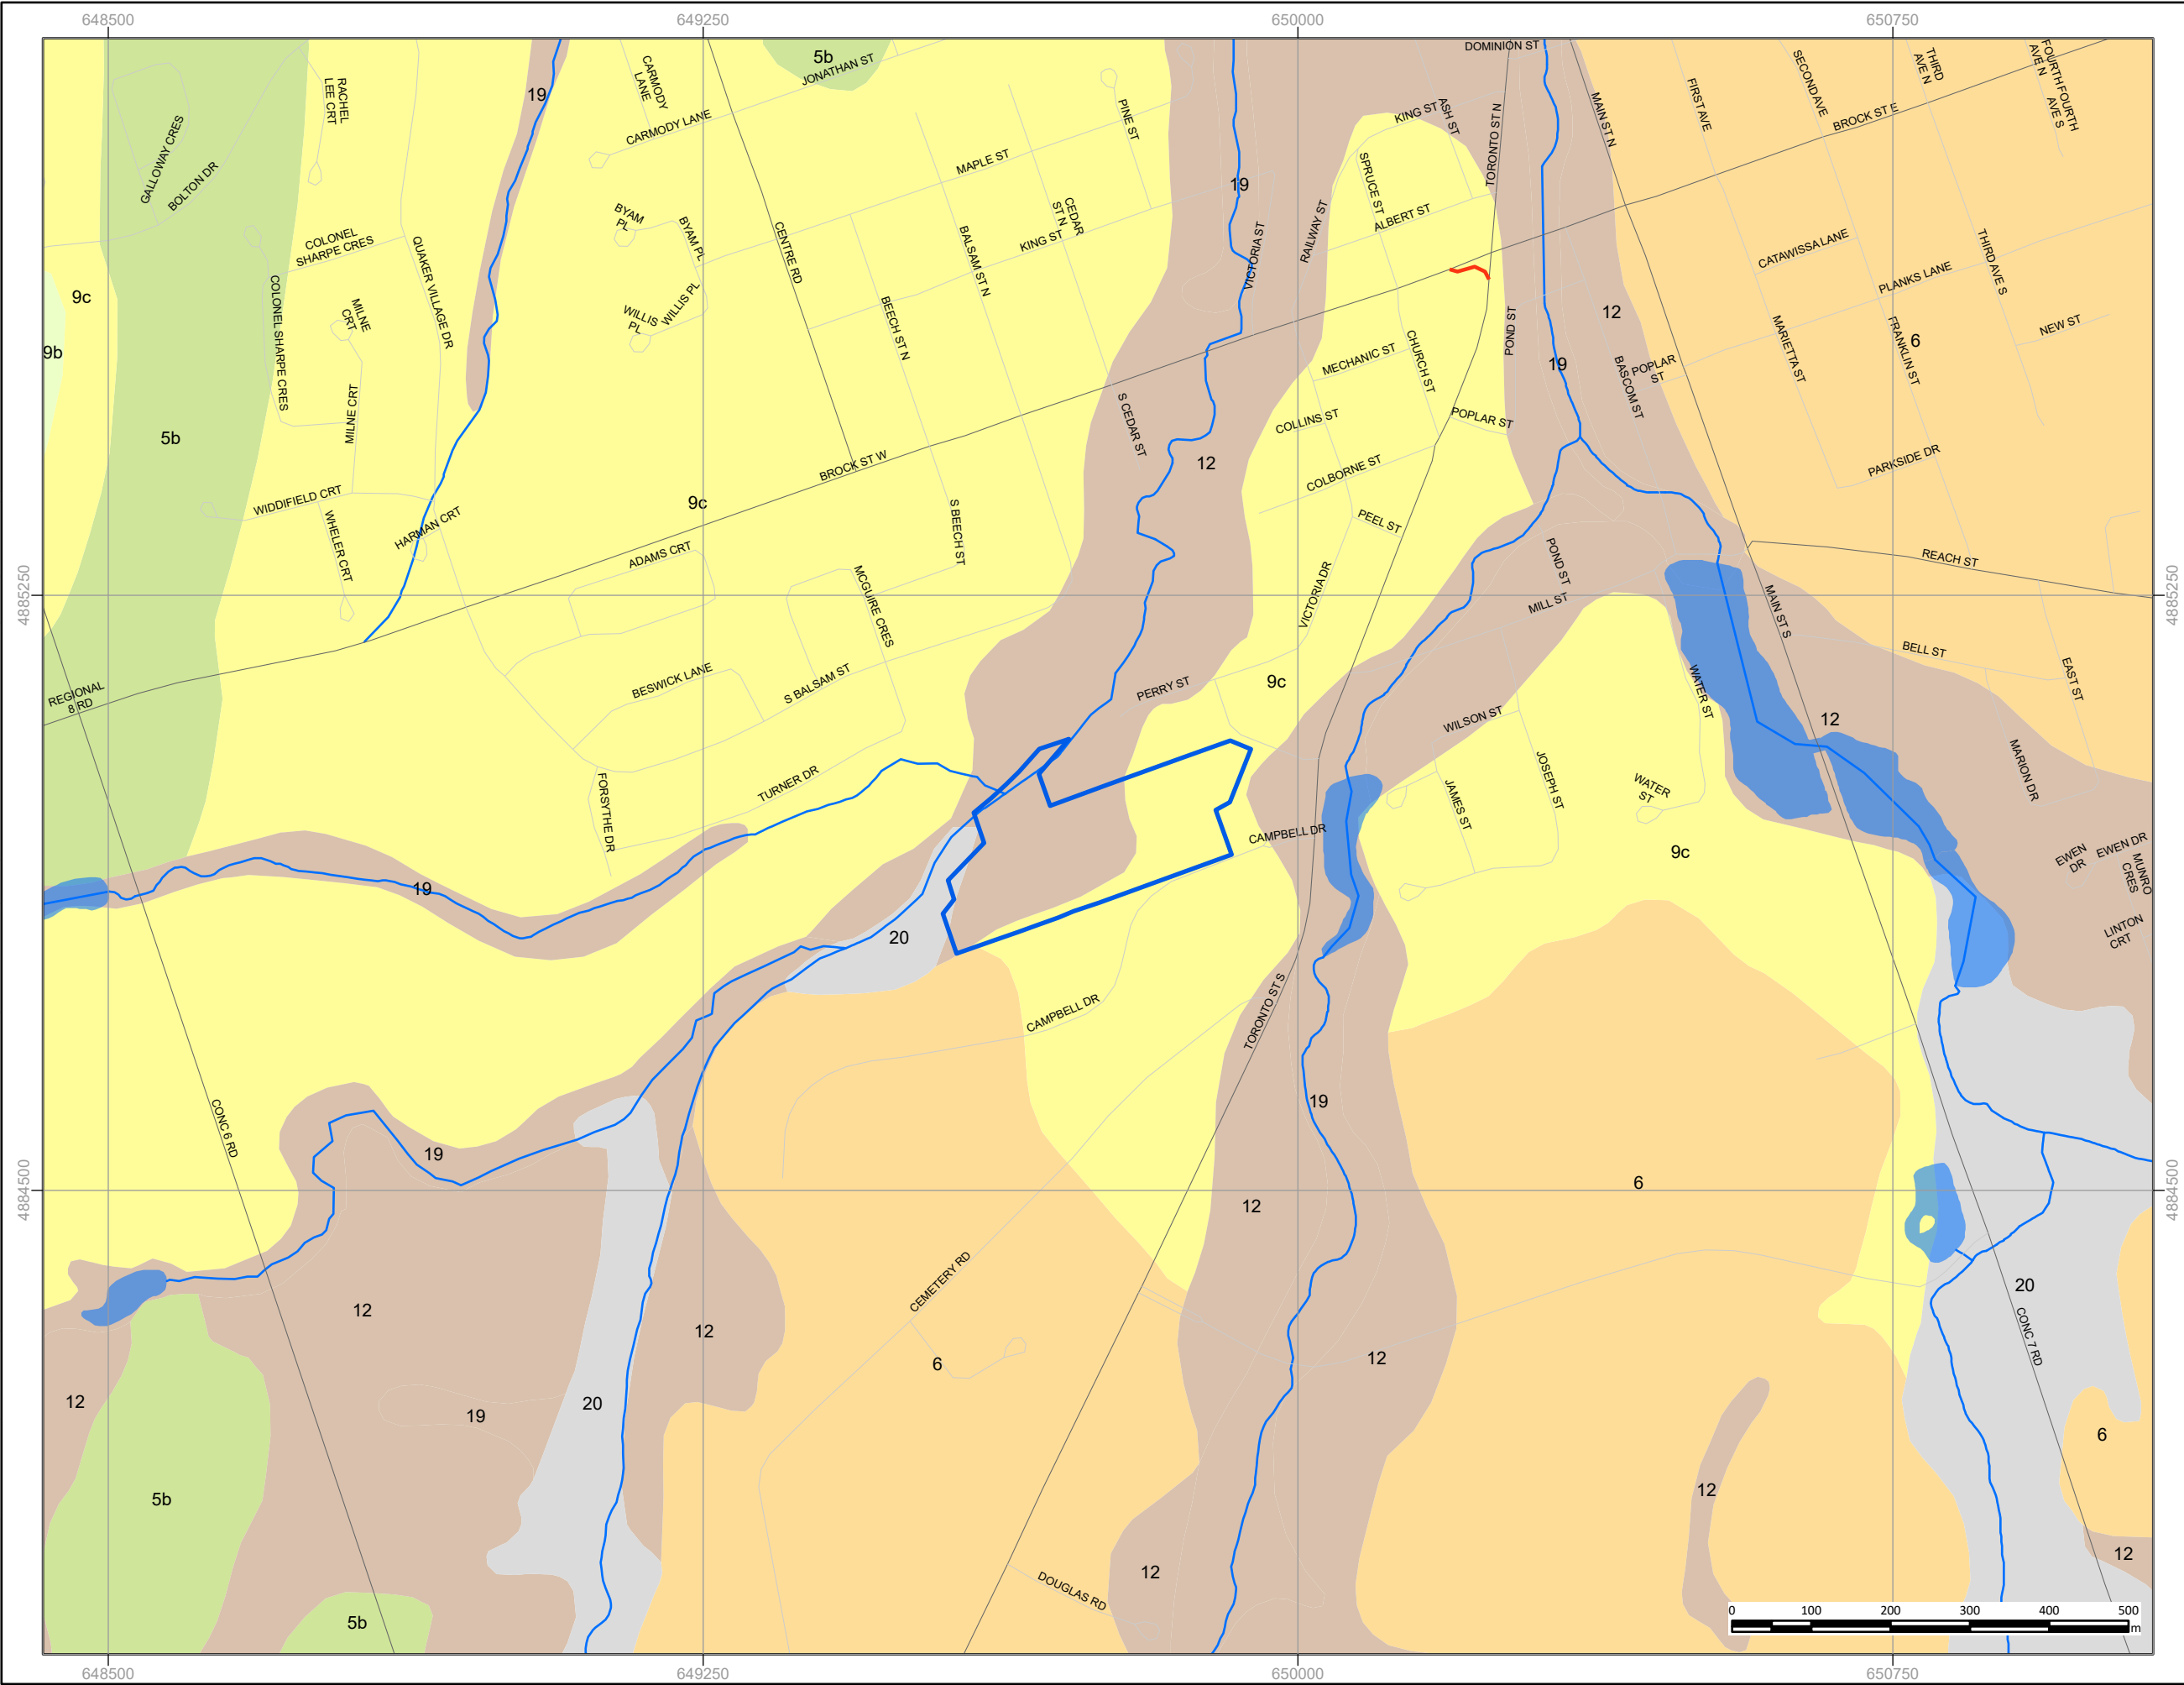 648500
649250
650000
650750
DOMINION ST
5b
JONATHAN ST
CARMODY
LANE
CARMODY LANE
19
RACHEL
LEE CRT
GALLOWAY CRES
BOLTON DR
PINE ST
MAPLE ST
KING ST
ASH ST
TORONTO ST N
MAIN ST N
FIRST AVE
SECOND AVE
THIRD
AVE N
FOURTH
AVE N
FOURTH
AVE S
BROCK ST E
19
SPRUCE ST
ALBERT ST
RAILWAY ST
VICTORIA ST
CEDAR
ST N
KING ST
BALSAM ST N
CENTRE RD
BYAM
PL
BYAM PL
COLONEL
SHARPE CRES
QUAKER VILLAGE DR
COLONEL SHARPE CRES
MILNE
CRT
WILLIS
PL
WILLIS PL
BEECH ST N
9c
9b
5b
MILNE CRT
CATAWISSA LANE
PLANKS LANE
THIRD AVE S
NEW ST
MARIETTA ST
FRANKLIN ST
6
12
19
POND ST
BASCOM ST
POPLAR
ST
MECHANIC ST
CHURCH ST
COLLINS ST
POPLAR ST
COLBORNE ST
S CEDAR ST
12
BROCK ST W
PARKSIDE DR
9c
WIDDIFIELD CRT
WHELER CRT
HARMAN CRT
ADAMS CRT
S BEECH ST
MCGUIRE CRES
PEEL ST
VICTORIA DR
POND ST
MILL ST
REACH ST
MAIN ST S
4885250
4885250
BELL ST
EAST ST
REGIONAL
8 RD
BESWICK LANE
S BALSAM ST
PERRY ST
9c
WILSON ST
WATER ST
12
JOSEPH ST
JAMES ST
WATER
ST
MARION DR
FORSYTHE DR
TURNER DR
CAMPBELL DR
9c
EWEN
DR
EWEN DR
MUNRO
CRES
LINTON
CRT
19
20
CAMPBELL DR
TORONTO ST S
CONC 6 RD
19
19
12
6
4884500
4884500
12
CEMETERY RD
12
6
12
20
CONC 7 RD
12
19
20
6
5b
12
12
12
5b
DOUGLAS RD
0
100
200
300
400
500
m
648500
649250
650000
650750